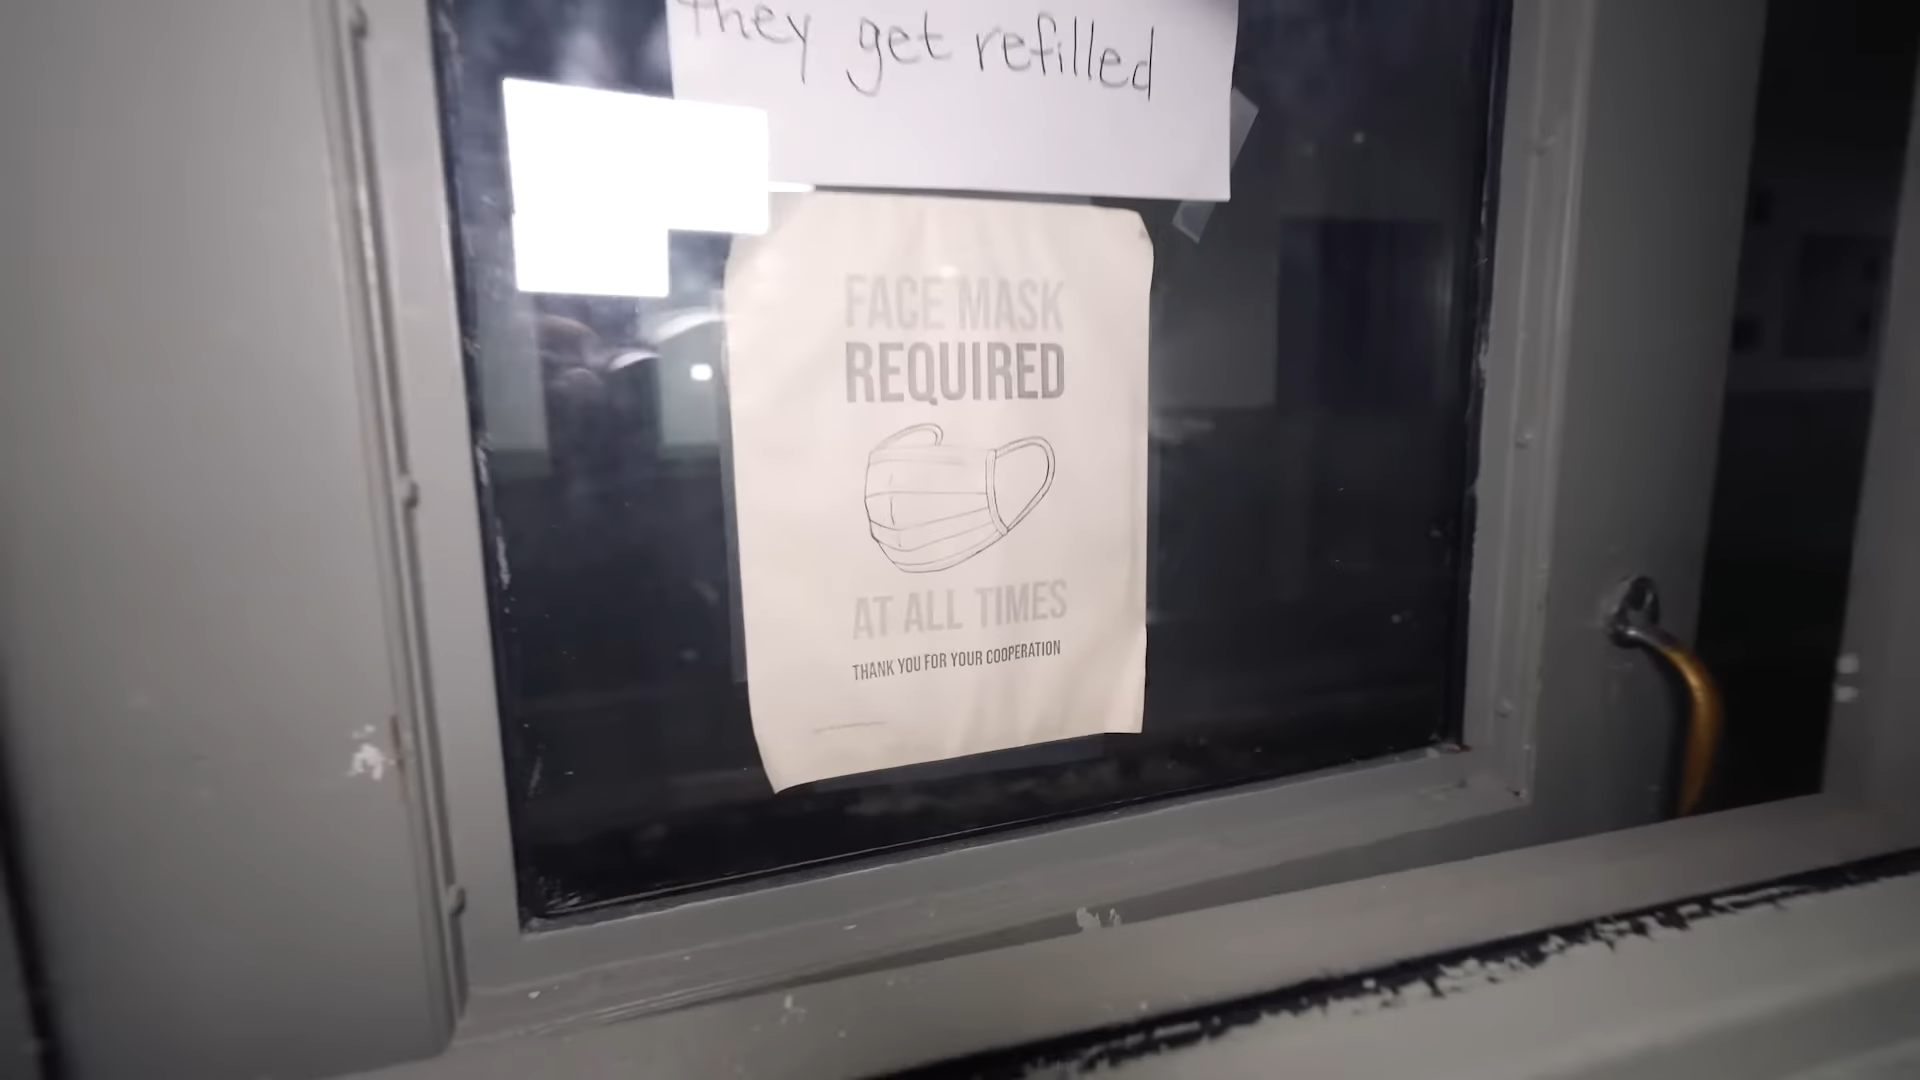 they get refilled
FACE MASK
REQUIRED
AT ALL TIMES
THANK YOU FOR YOUR COOPERATION